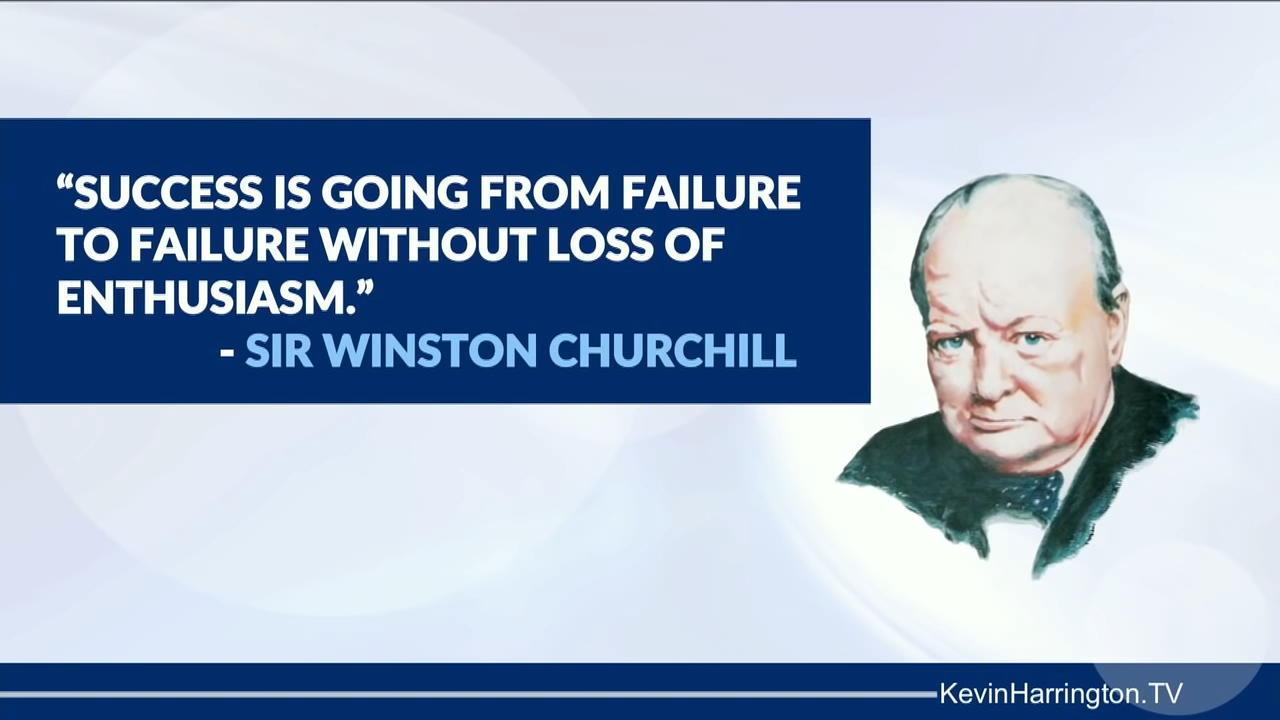 “SUCCESS IS GOING FROM FAILURE
TO FAILURE WITHOUT LOSS OF
ENTHUSIASM.”
- SIR WINSTON CHURCHILL
KevinHarrington.TV